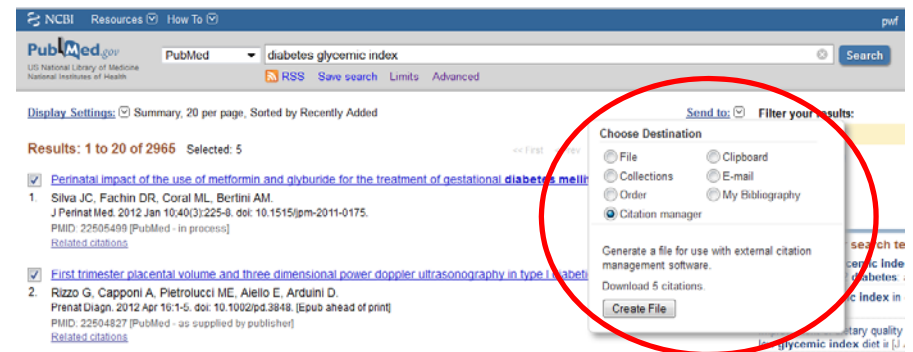 NCBI Resources How To pwf
PubMed.gov
US National Library of Medicine
National Institutes of Health
PubMed diabetes glycemic index Search
RSS Save search Limits Advanced
Display Settings: Summary, 20 per page, Sorted by Recently Added Send to: Filter your results:
Results: 1 to 20 of 2965 Selected: 5 << First
Perinatal impact of the use of metformin and glyburide for the treatment of gestational diabetes
1. Silva JC, Fachin DR, Coral ML, Bertini AM.
J Perinat Med. 2012 Jan 10;40(3):225-8. doi: 10.1515/jpm-2011-0175.
PMID: 22505499 [PubMed - in process]
Related citations
First trimester placental volume and three dimensional power doppler ultrasonography in type I
2. Rizzo G, Capponi A, Pietrolucci ME, Aiello E, Arduini D.
Prenat Diagn. 2012 Apr 16:1-5. doi: 10.1002/pd.3848. [Epub ahead of print]
PMID: 22504827 [PubMed - as supplied by publisher]
Related citations
Choose Destination
File Clipboard
Collections E-mail
Order My Bibliography
Citation manager
Generate a file for use with external citation
management software.
Download 5 citations.
Create File
search
diabetes
index in
quality
glycemic index diet